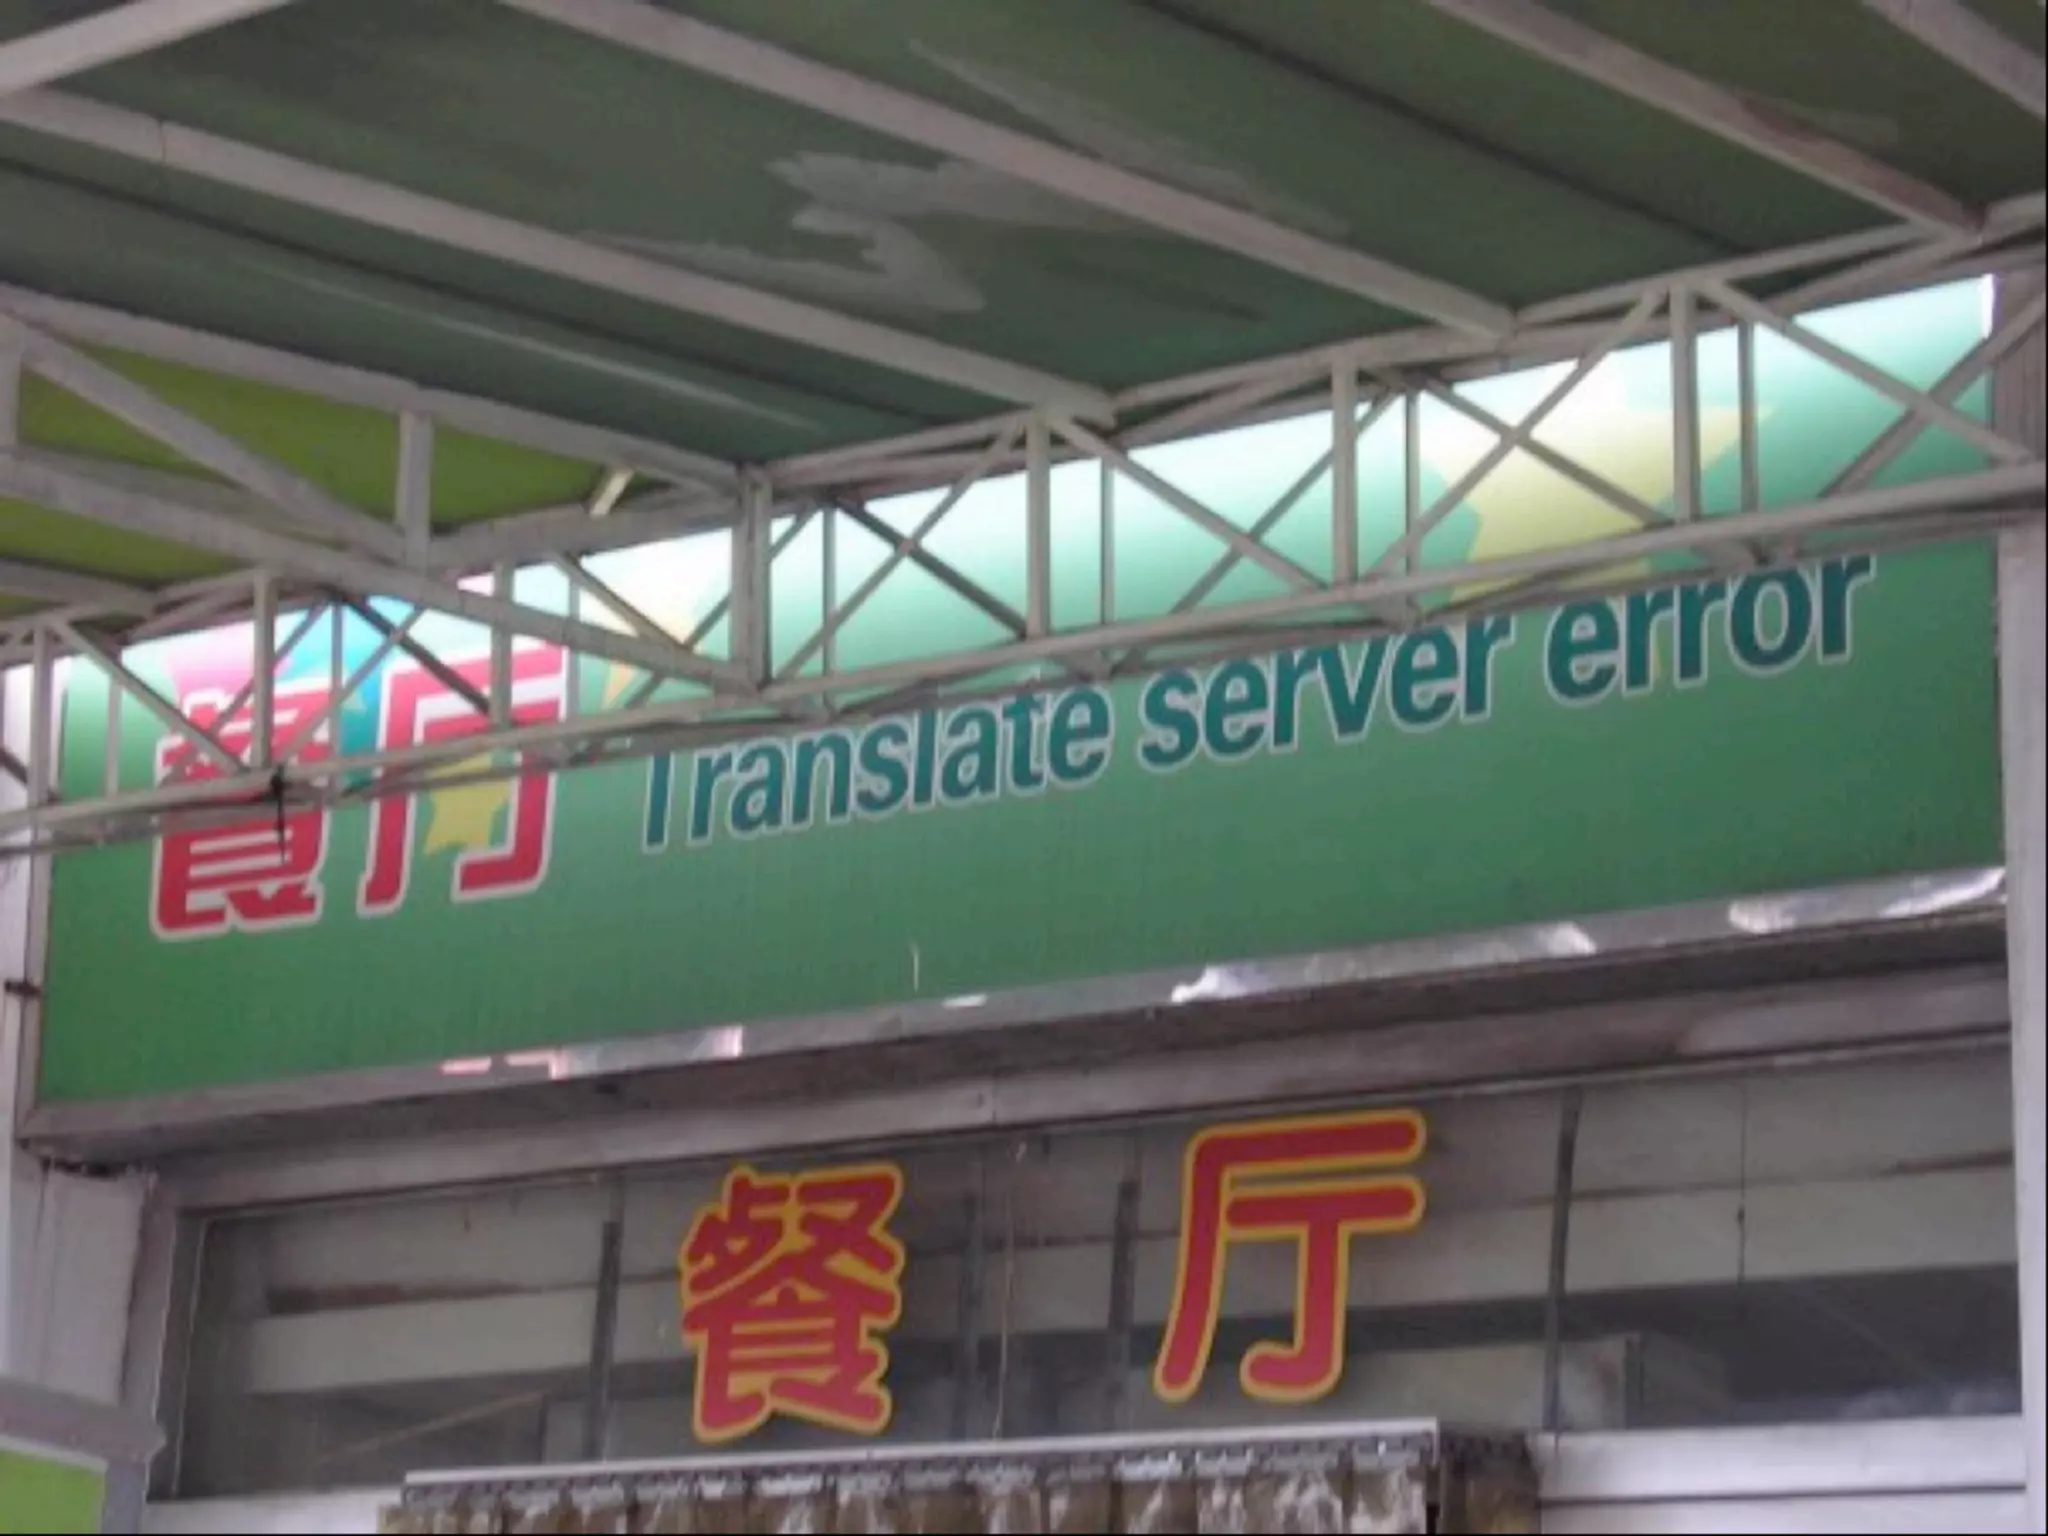 餐厅 Translate server error
餐厅